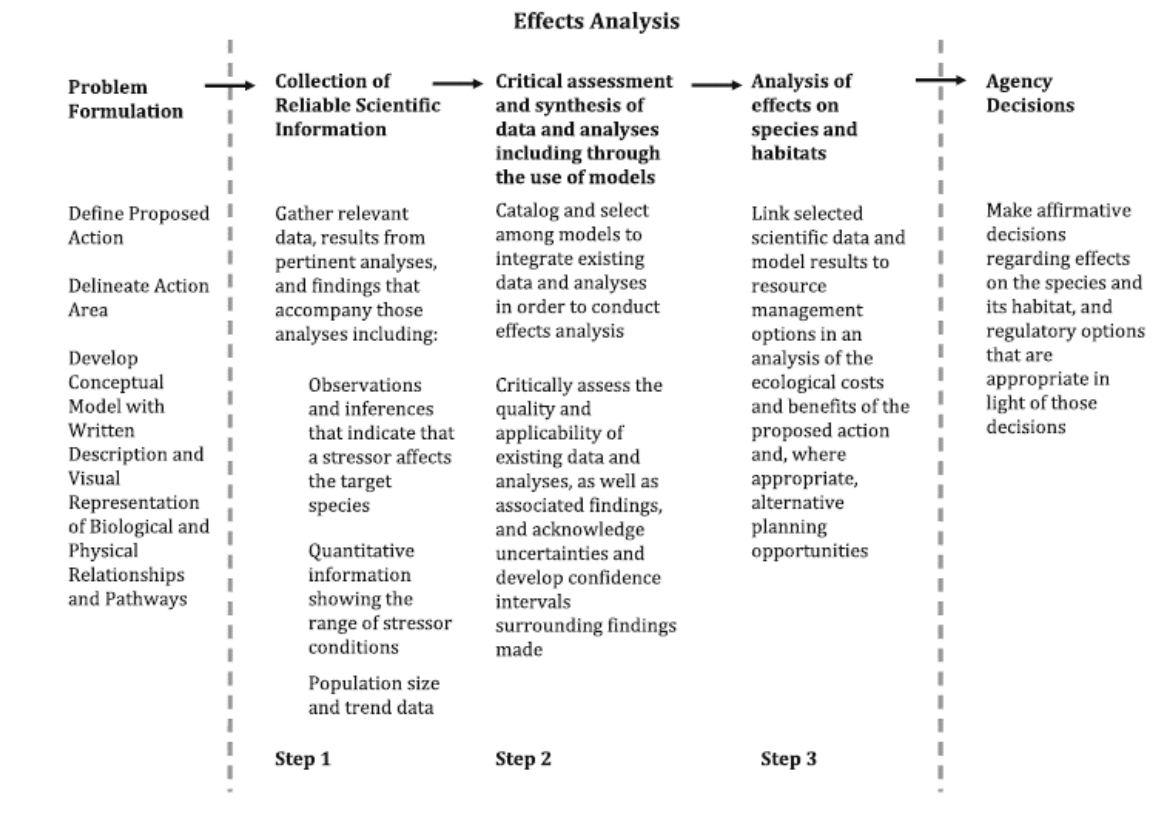 Effects Analysis
Problem
Formulation
Define Proposed
Action
Delineate Action
Area
Develop
Conceptual
Model with
Written
Description and
Visual
Representation
of Biological and
Physical
Relationships
and Pathways
Collection of
Reliable Scientific
Information
Gather relevant
data, results from
pertinent analyses,
and findings that
accompany those
analyses including:
Observations
and inferences
that indicate that
a stressor affects
the target
species
Quantitative
information
showing the
range of stressor
conditions
Population size
and trend data
Step 1
Critical assessment
and synthesis of
data and analyses
including through
the use of models
Catalog and select
among models to
integrate existing
data and analyses
in order to conduct
effects analysis
Critically assess the
quality and
applicability of
existing data and
analyses, as well as
associated findings,
and acknowledge
uncertainties and
develop confidence
intervals
surrounding findings
made
Step 2
Analysis of
effects on
species and
habitats
Link selected
scientific data and
model results to
resource
management
options in an
analysis of the
ecological costs
and benefits of the
proposed action
and, where
appropriate,
alternative
planning
opportunities
Step 3
Agency
Decisions
Make affirmative
decisions
regarding effects
on the species and
its habitat, and
regulatory options
that are
appropriate in
light of those
decisions